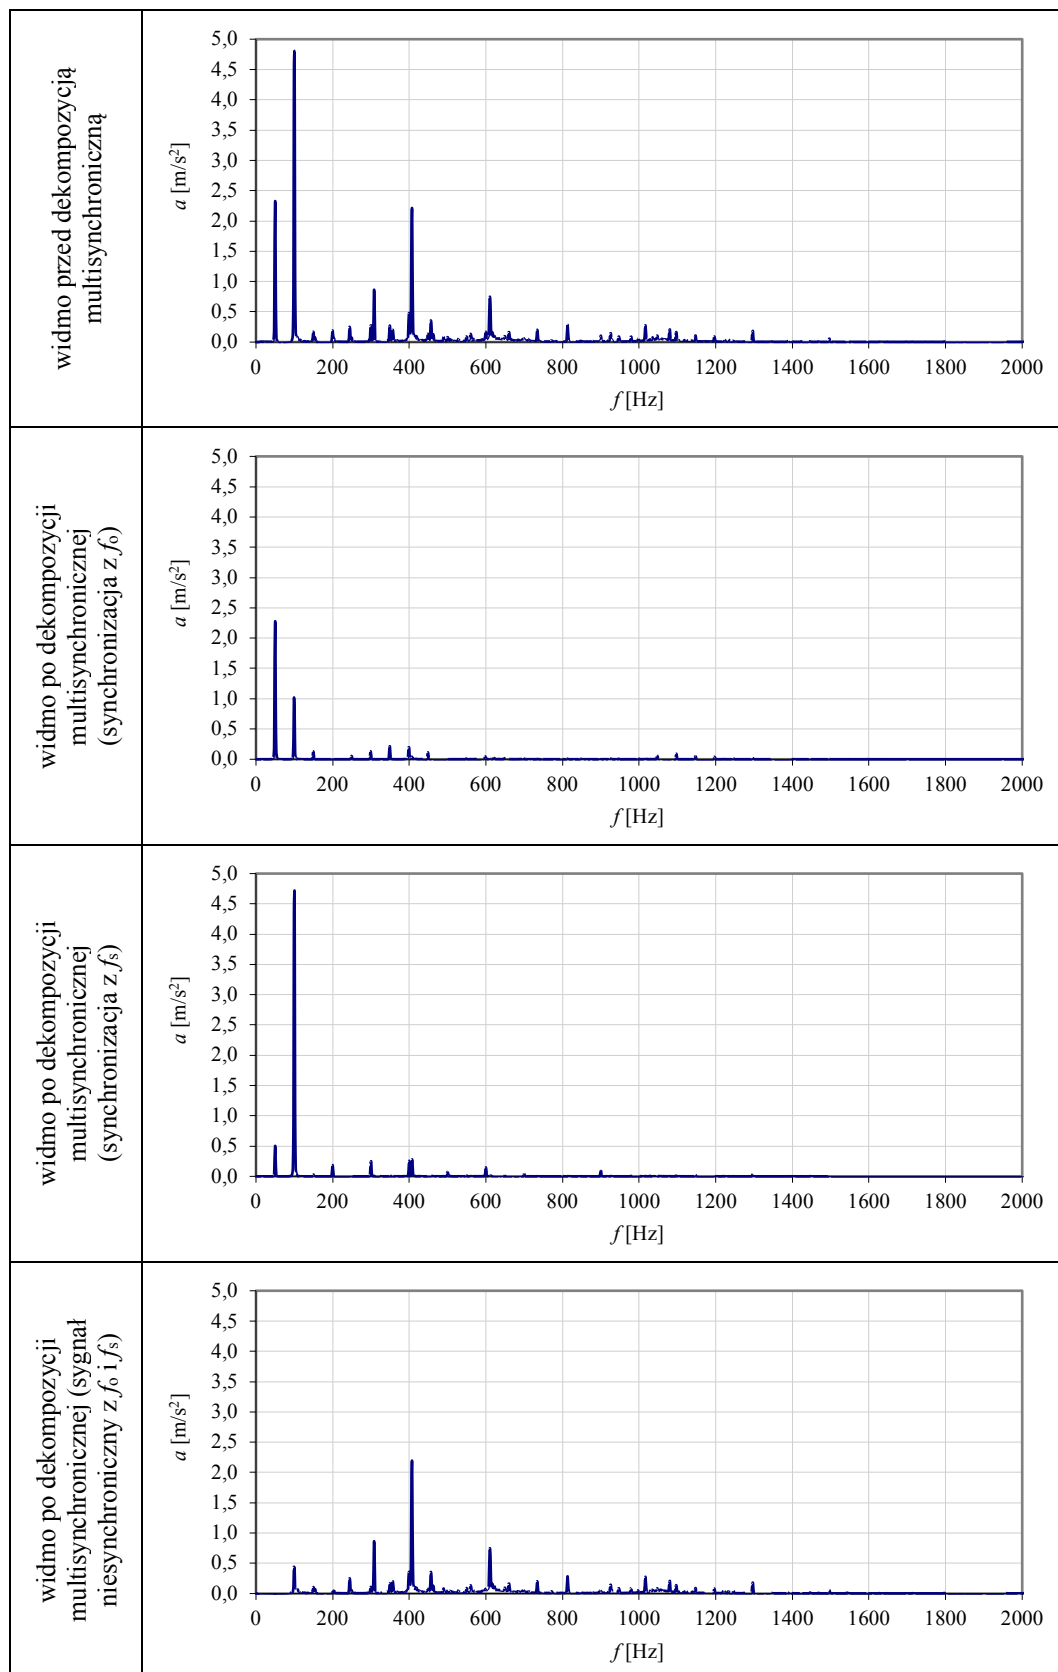 widmo przed dekompozycją
multisynchroniczną
5,0
4,5
4,0
3,5
3,0
2,5
2,0
1,5
1,0
0,5
0,0
a [m/s²]
0 200 400 600 800 1000 1200 1400 1600 1800 2000
f [Hz]
widmo po dekompozycji
multisynchronicznej
(synchronizacja z fo)
5,0
4,5
4,0
3,5
3,0
2,5
2,0
1,5
1,0
0,5
0,0
a [m/s²]
0 200 400 600 800 1000 1200 1400 1600 1800 2000
f [Hz]
widmo po dekompozycji
multisynchronicznej
(synchronizacja z fs)
5,0
4,5
4,0
3,5
3,0
2,5
2,0
1,5
1,0
0,5
0,0
a [m/s²]
0 200 400 600 800 1000 1200 1400 1600 1800 2000
f [Hz]
widmo po dekompozycji
multisynchronicznej (sygnał
niesynchroniczny z fo i fs)
5,0
4,5
4,0
3,5
3,0
2,5
2,0
1,5
1,0
0,5
0,0
a [m/s²]
0 200 400 600 800 1000 1200 1400 1600 1800 2000
f [Hz]